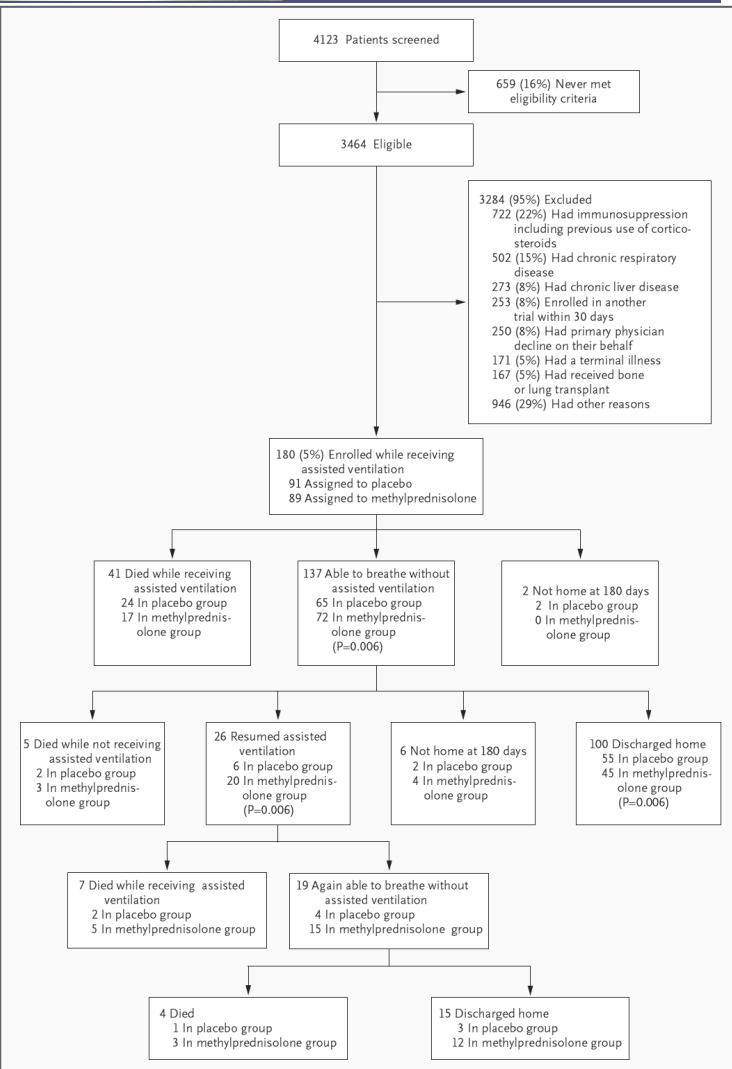 4123 Patients screened
659 (16%) Never met
eligibility criteria
3464 Eligible
3284 (95%) Excluded
722 (22%) Had immunosuppression
including previous use of cortico-
steroids
502 (15%) Had chronic respiratory
disease
273 (8%) Had chronic liver disease
253 (8%) Enrolled in another
trial within 30 days
250 (8%) Had primary physician
decline on their behalf
171 (5%) Had a terminal illness
167 (5%) Had received bone
or lung transplant
946 (29%) Had other reasons
180 (5%) Enrolled while receiving
assisted ventilation
91 Assigned to placebo
89 Assigned to methylprednisolone
41 Died while receiving
assisted ventilation
24 In placebo group
17 In methylprednis-
olone group
137 Able to breathe without
assisted ventilation
65 In placebo group
72 In methylprednis-
olone group
(P=0.006)
2 Not home at 180 days
2 In placebo group
0 In methylprednis-
olone group
5 Died while not receiving
assisted ventilation
2 In placebo group
3 In methylprednis-
olone group
26 Resumed assisted
ventilation
6 In placebo group
20 In methylprednis-
olone group
(P=0.006)
6 Not home at 180 days
2 In placebo group
4 In methylprednis-
olone group
100 Discharged home
55 In placebo group
45 In methylprednis-
olone group
(P=0.006)
7 Died while receiving assisted
ventilation
2 In placebo group
5 In methylprednisolone group
19 Again able to breathe without
assisted ventilation
4 In placebo group
15 In methylprednisolone group
4 Died
1 In placebo group
3 In methylprednisolone group
15 Discharged home
3 In placebo group
12 In methylprednisolone group